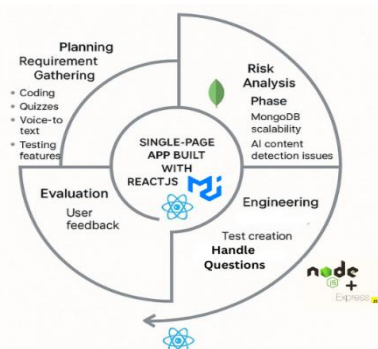 Planning
Requirement
Gathering
• Coding
• Quizzes
• Voice-to
text
• Testing
features
Risk
Analysis
Phase
MongoDB
scalability
AI content
detection issues
SINGLE-PAGE
APP BUILT
WITH
REACTJS
Evaluation
User
feedback
Engineering
Test creation
Handle
Questions
node
JS
+
Express